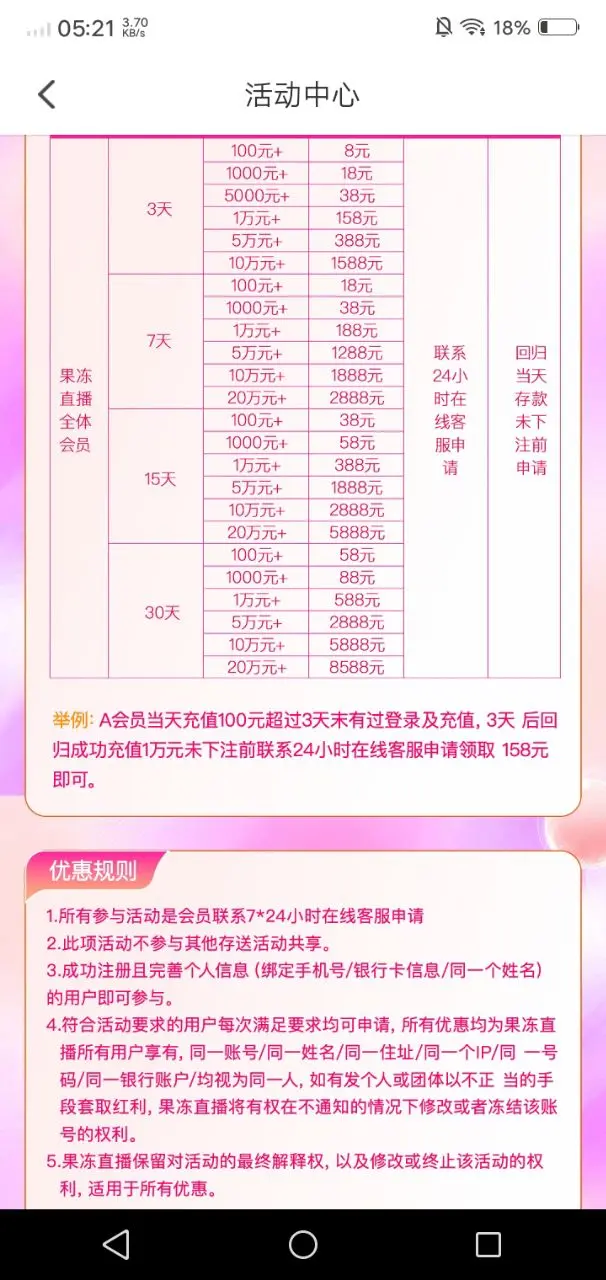 05:21 3.70 KB/s 18%
活动中心
果冻直播全体会员
3天
100元+ 8元
1000元+ 18元
5000元+ 38元
1万元+ 158元
5万元+ 388元
10万元+ 1588元
7天
100元+ 18元
1000元+ 38元
1万元+ 188元
5万元+ 1288元
10万元+ 1888元
20万元+ 2888元
15天
100元+ 38元
1000元+ 58元
1万元+ 388元
5万元+ 1888元
10万元+ 2888元
20万元+ 5888元
30天
100元+ 58元
1000元+ 88元
1万元+ 588元
5万元+ 2888元
10万元+ 5888元
20万元+ 8588元
联系
24小
时在
线客
服申
请
回归
当天
存款
未下
注前
申请
举例: A会员当天充值100元超过3天未有过登录及充值, 3天 后回
归成功充值1万元未下注前联系24小时在线客服申请领取 158元
即可。
优惠规则
1.所有参与活动是会员联系7*24小时在线客服申请
2.此项活动不参与其他存送活动共享。
3.成功注册且完善个人信息 (绑定手机号/银行卡信息/同一个姓名)
的用户即可参与。
4.符合活动要求的用户每次满足要求均可申请, 所有优惠均为果冻直
播所有用户享有, 同一账号/同一姓名/同一住址/同一个IP/同 一号
码/同一银行账户/均视为同一人, 如有发个人或团体以不正 当的手
段套取红利, 果冻直播将有权在不通知的情况下修改或者冻结该账
号的权利。
5.果冻直播保留对活动的最终解释权, 以及修改或终止该活动的权
利, 适用于所有优惠。